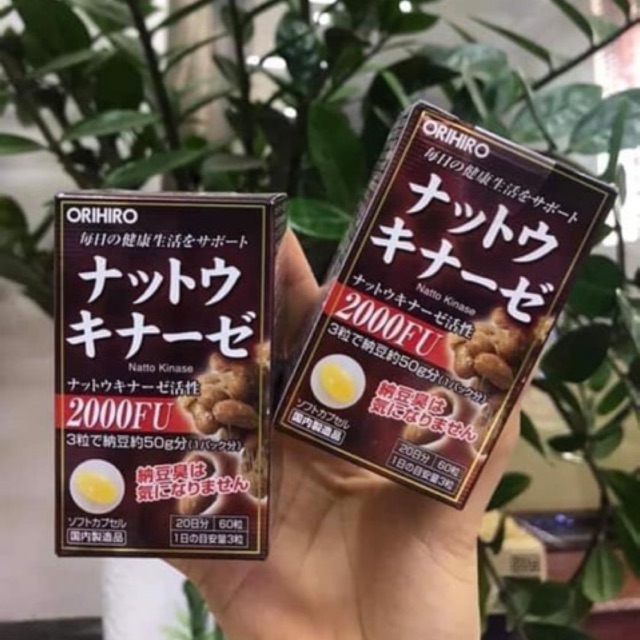 ORIHIRO
毎日の健康生活をサポート
ナットウ
キナーゼ
Natto Kinase
ナットウキナーゼ活性
2000FU
3粒で納豆約50g分(1パック分)
納豆臭は
気になりません
ソフトカプセル
国内製造品
20日分 60粒
1日の目安量3粒
ORIHIRO
毎日の健康生活をサポート
ナットウ
キナーゼ
Natto Kinase
ナットウキナーゼ活性
2000FU
3粒で納豆約50g分(1パック分)
納豆臭は
気になりません
ソフトカプセル
国内製造品
20日分 60粒
1日の目安量3粒